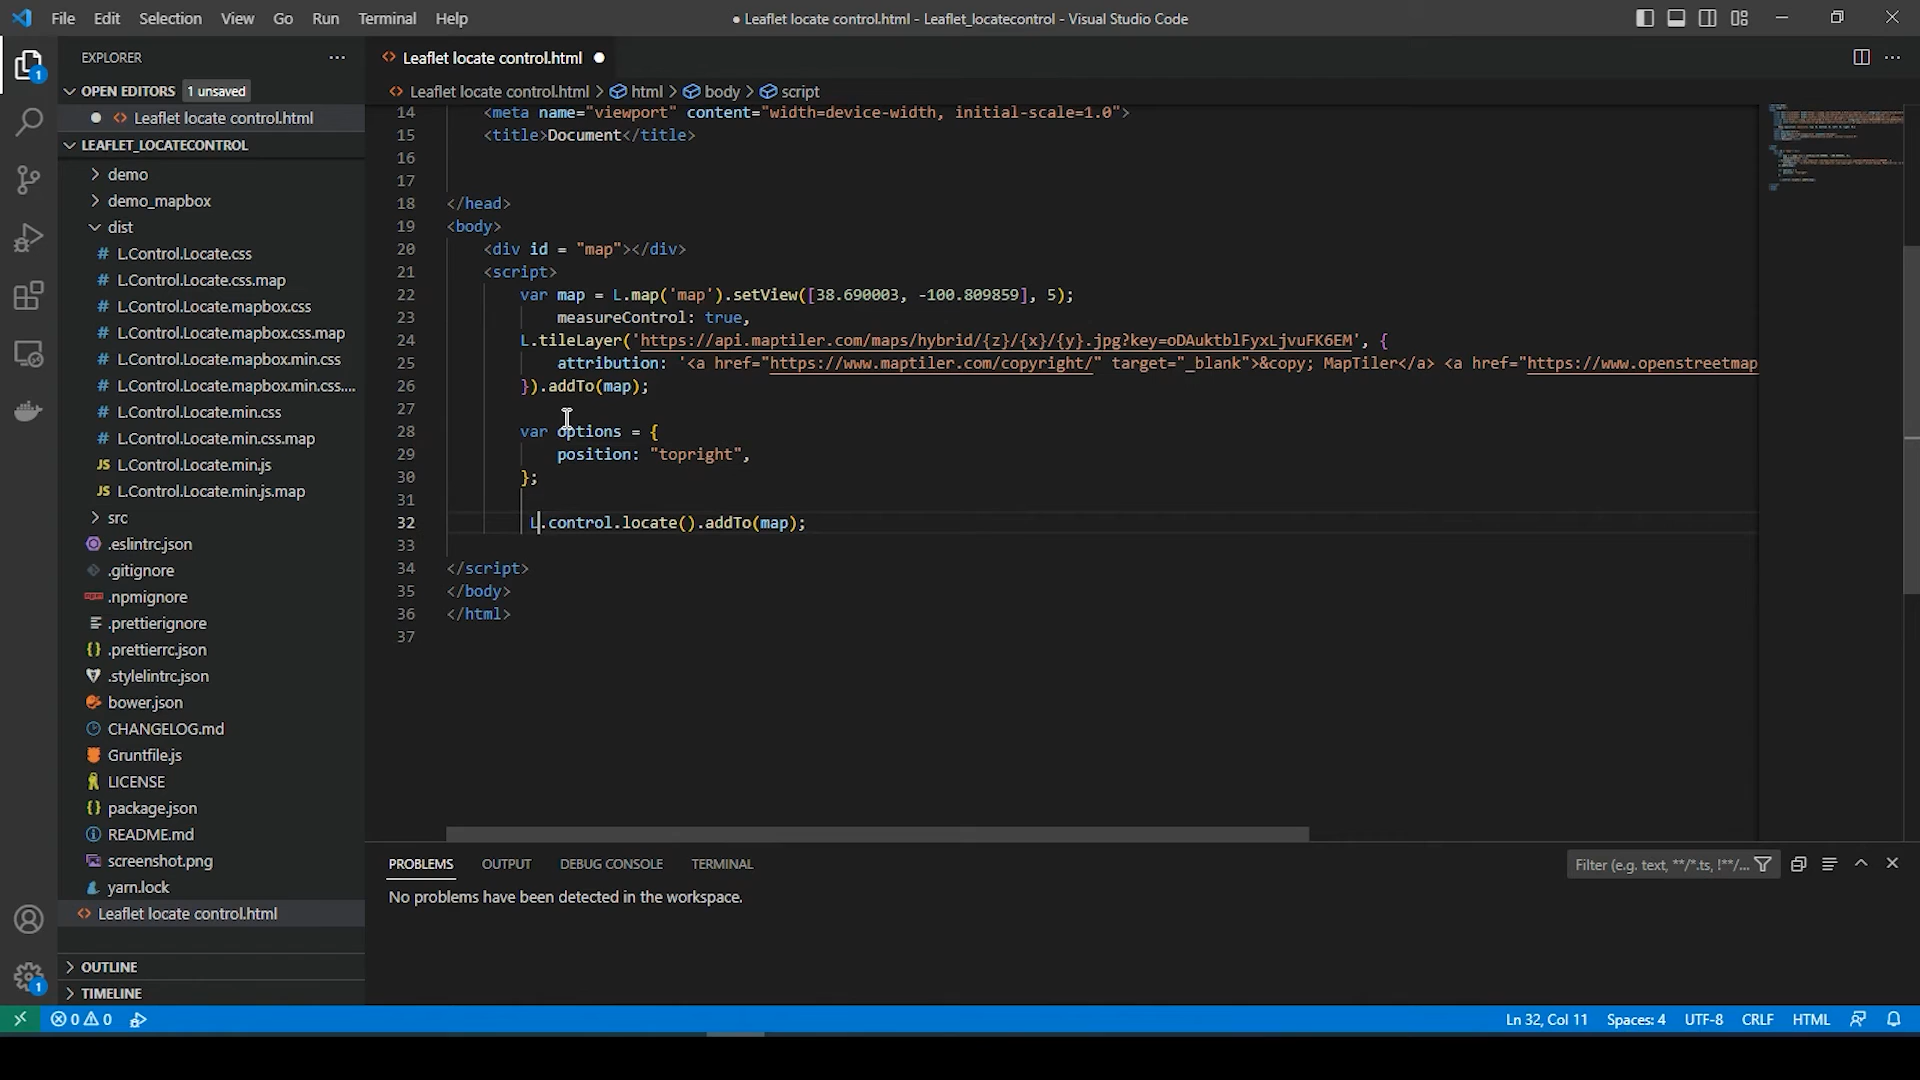 File Edit Selection View Go Run Terminal Help
● Leaflet locate control.html - Leaflet_locatecontrol - Visual Studio Code
EXPLORER
OPEN EDITORS 1 unsaved
Leaflet locate control.html
LEAFLET_LOCATECONTROL
demo
demo_mapbox
dist
L.Control.Locate.css
L.Control.Locate.css.map
L.Control.Locate.mapbox.css
L.Control.Locate.mapbox.css.map
L.Control.Locate.mapbox.min.css
L.Control.Locate.mapbox.min.css....
L.Control.Locate.min.css
L.Control.Locate.min.css.map
L.Control.Locate.min.js
L.Control.Locate.min.js.map
src
.eslintrc.json
.gitignore
.npmignore
.prettierignore
.prettierrc.json
.stylelintrc.json
bower.json
CHANGELOG.md
Gruntfile.js
LICENSE
package.json
README.md
screenshot.png
yarn.lock
Leaflet locate control.html
OUTLINE
TIMELINE
Leaflet locate control.html
Leaflet locate control.html > html > body > script
14 <meta name="viewport" content="width=device-width, initial-scale=1.0">
15 <title>Document</title>
16
17
18 </head>
19 <body>
20 <div id = "map"></div>
21 <script>
22 var map = L.map('map').setView([38.690003, -100.809859], 5);
23 measureControl: true,
24 L.tileLayer('https://api.maptiler.com/maps/hybrid/{z}/{x}/{y}.jpg?key=oDAuktblFyxLjvuFK6EM', {
25 attribution: '<a href="https://www.maptiler.com/copyright/" target="_blank">&copy; MapTiler</a> <a href="https://www.openstreetmap
26 }).addTo(map);
27
28 var options = {
29 position: "topright",
30 };
31
32 L.control.locate().addTo(map);
33
34 </script>
35 </body>
36 </html>
37
PROBLEMS OUTPUT DEBUG CONSOLE TERMINAL
Filter (e.g. text, **/*.ts, !**/...
No problems have been detected in the workspace.
0 0
Ln 32, Col 11 Spaces: 4 UTF-8 CRLF HTML